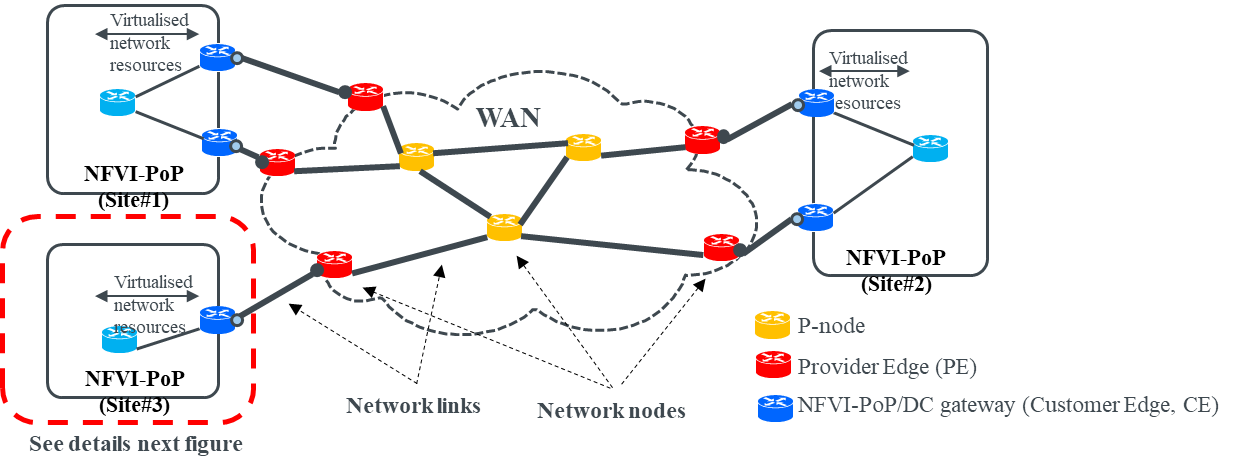 Virtualised
network
resources
NFVI-PoP
(Site#1)
WAN
Virtualised
network
resources
NFVI-PoP
(Site#2)
Virtualised
network
resources
NFVI-PoP
(Site#3)
See details next figure
Network links
Network nodes
P-node
Provider Edge (PE)
NFVI-PoP/DC gateway (Customer Edge, CE)